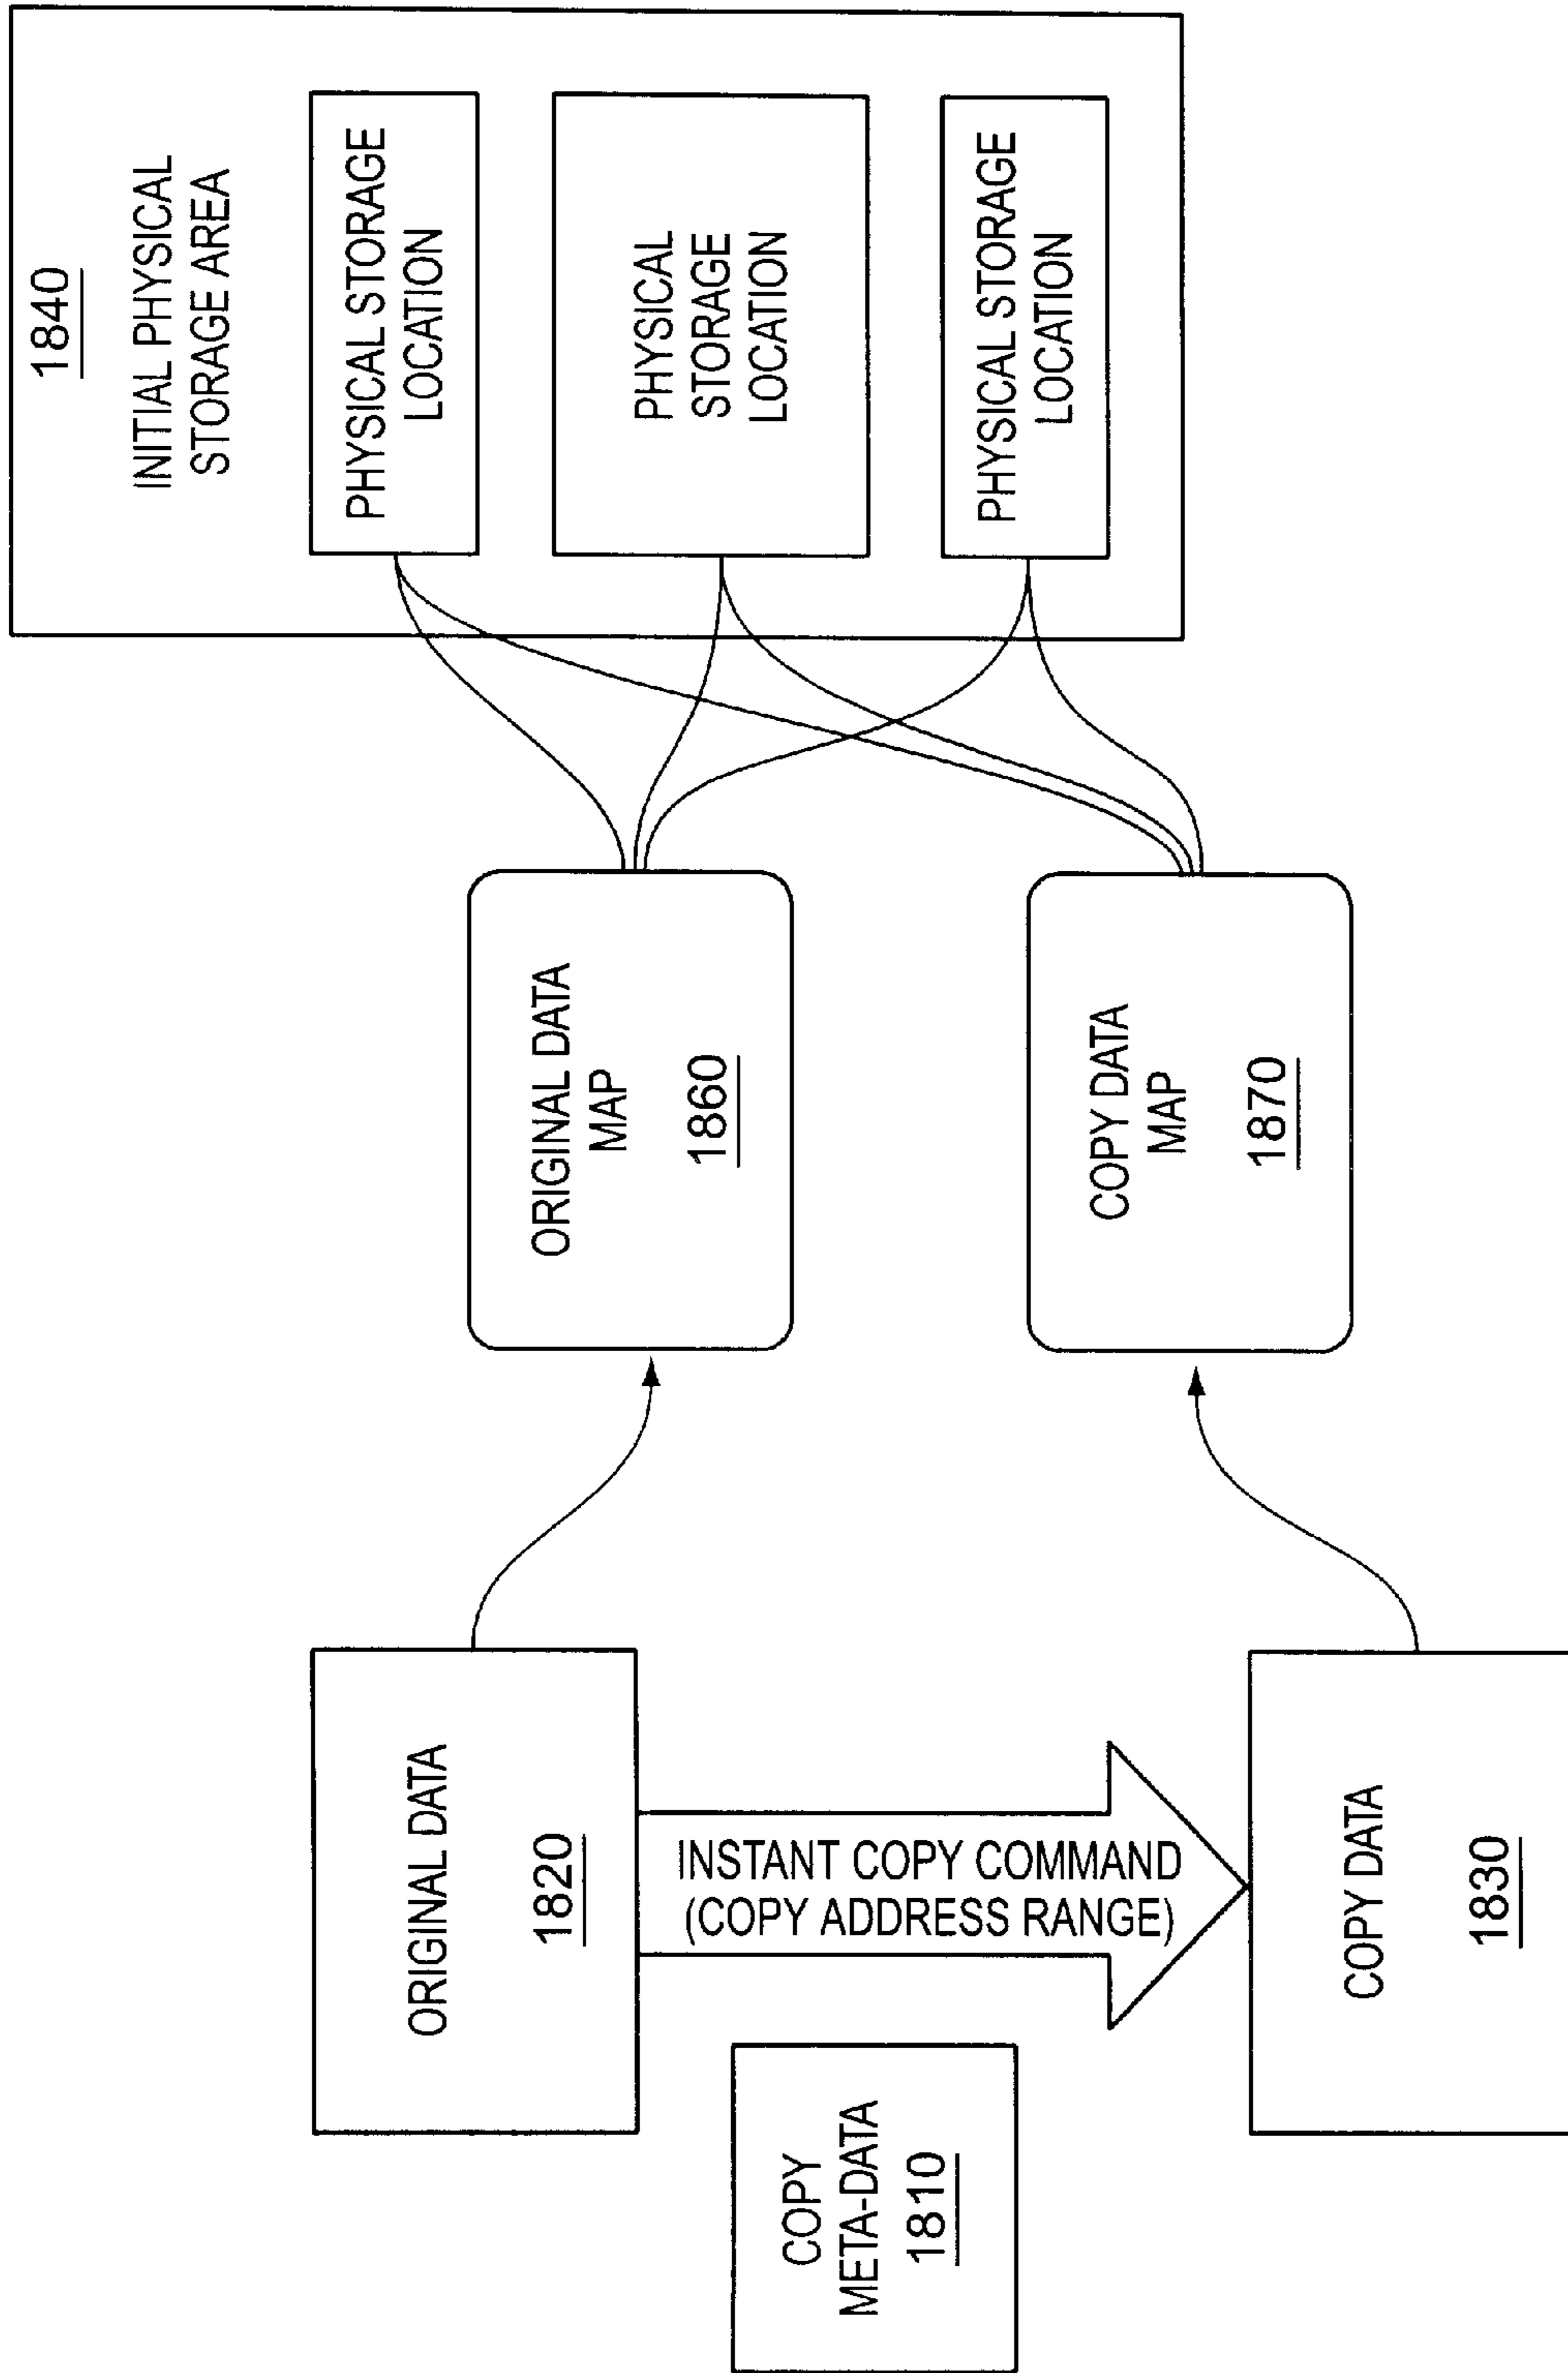 1840
INITIAL PHYSICAL
STORAGE AREA
PHYSICAL STORAGE
LOCATION
PHYSICAL
STORAGE
LOCATION
PHYSICAL STORAGE
LOCATION
ORIGINAL DATA
MAP
1860
COPY DATA
MAP
1870
ORIGINAL DATA
1820
INSTANT COPY COMMAND
(COPY ADDRESS RANGE)
COPY
META-DATA
1810
COPY DATA
1830